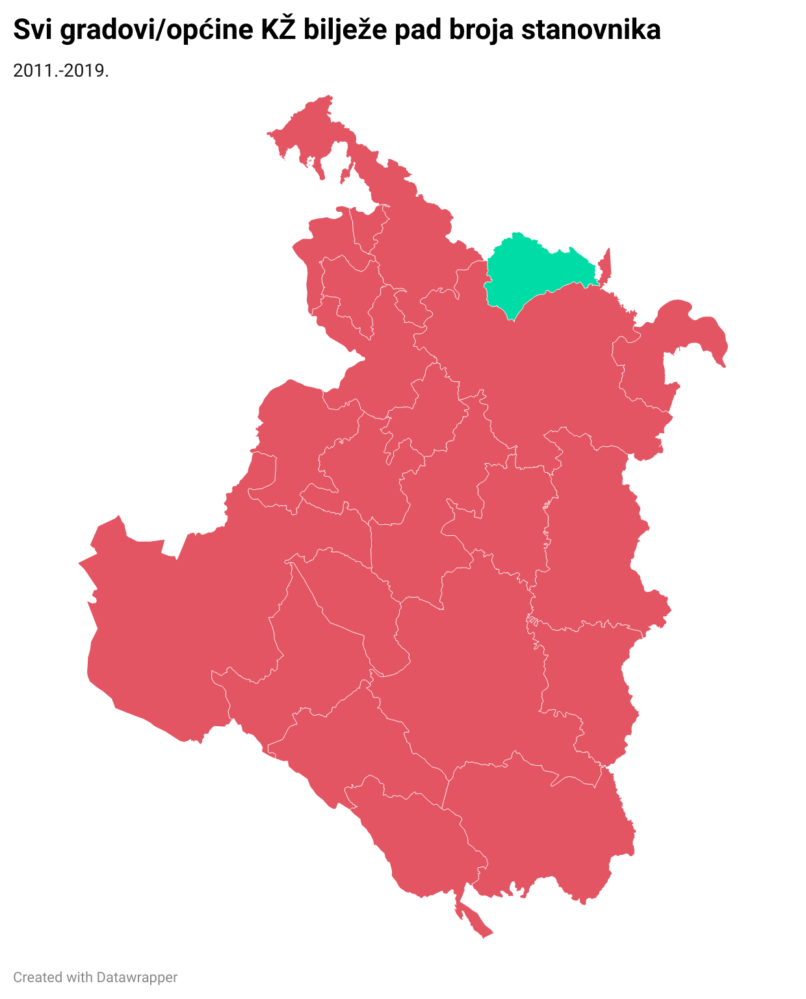 Svi gradovi/općine KŽ bilježe pad broja stanovnika
2011.-2019.
Created with Datawrapper